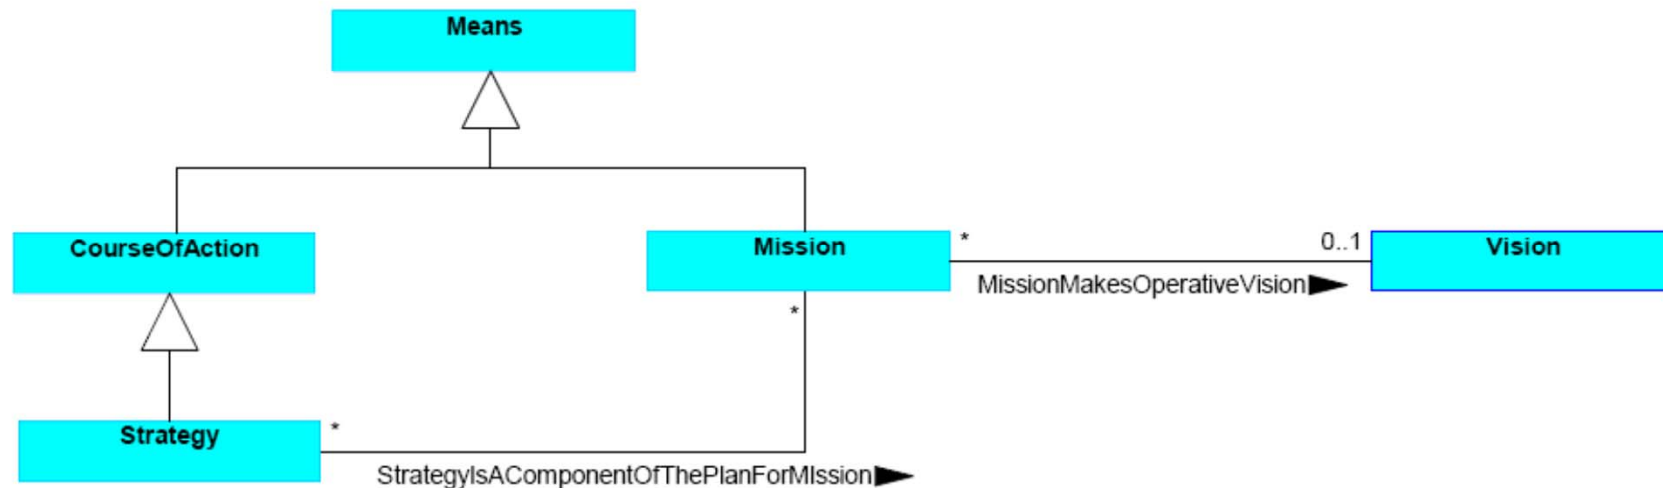 Means
CourseOfAction
Mission
*
0..1
Vision
MissionMakesOperativeVision
*
Strategy
*
StrategyIsAComponentOfThePlanForMIssion